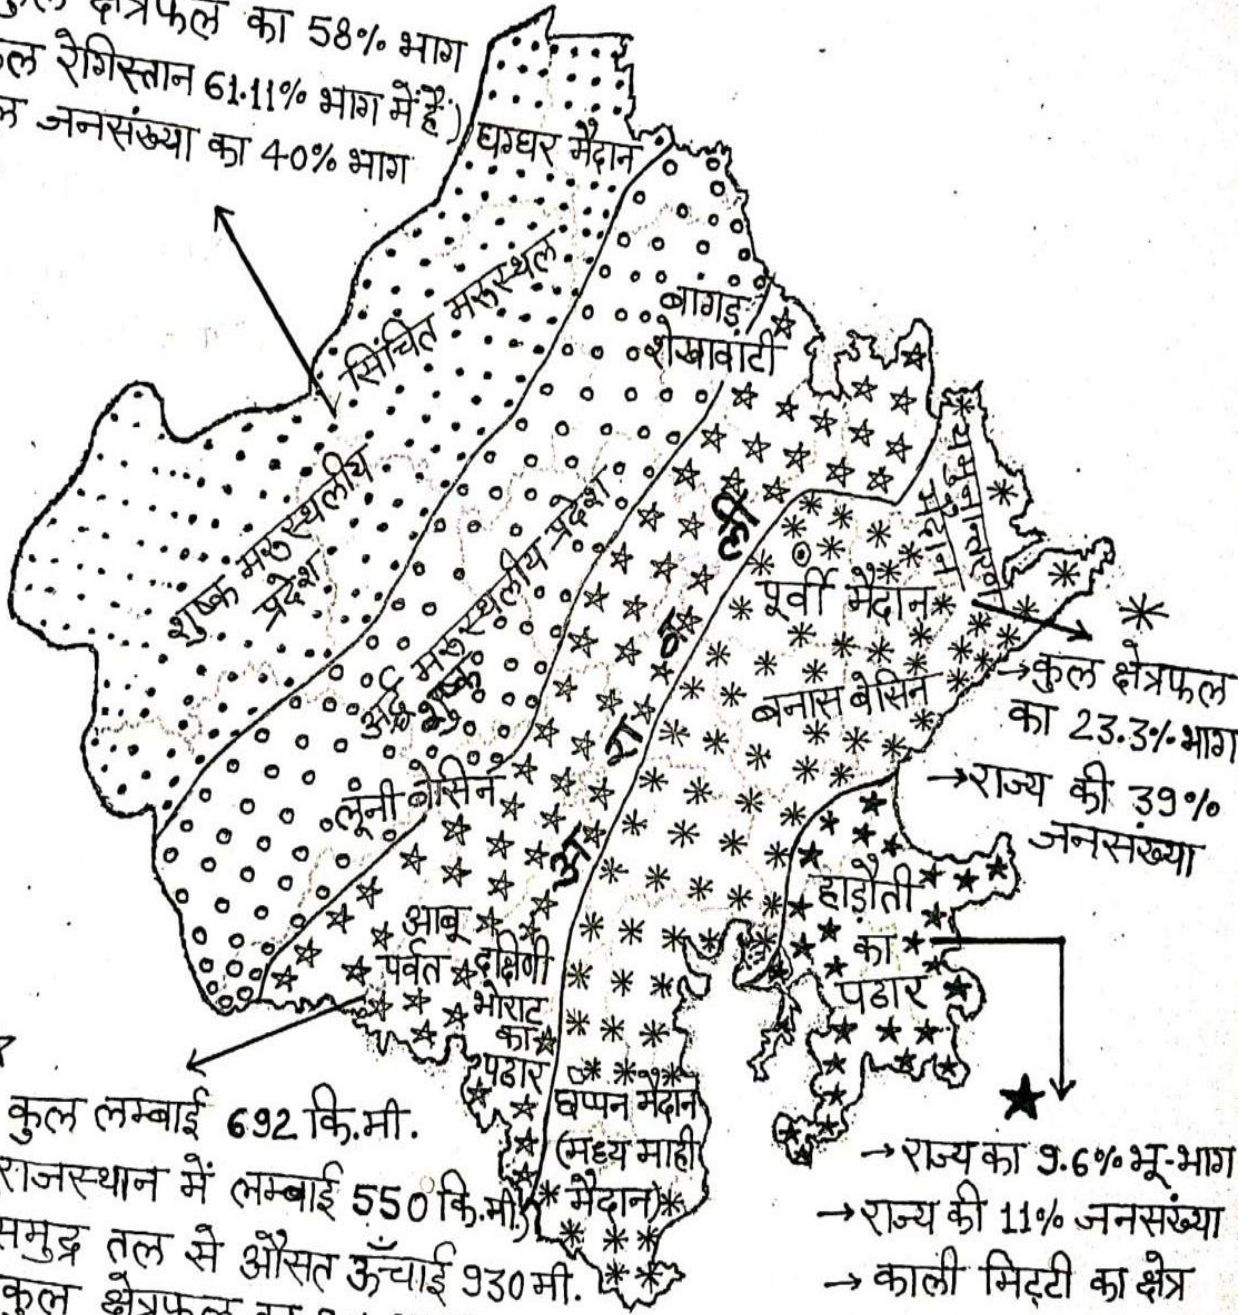 कुल क्षेत्रफल का 58% भाग
रेगिस्तान 61.11% भाग में है)
जनसंख्या का 40% भाग
घग्घर मैदान
सिंचित मरुस्थल
बागड़
शेखावाटी
शुष्क मरुस्थलीय
प्रदेश
अर्द्ध शुष्क मरुस्थलीय प्रदेश
लूनी बेसिन
अ रा व ली
मैदान
पूर्वी मैदान
बनास बेसिन
→कुल क्षेत्रफल
का 23.3% भाग
→राज्य की 39%
जनसंख्या
हाड़ौती
का
पठार
आबू
पर्वत
दक्षिणी
भोराट
का
पठार
छप्पन मैदान
(मध्य माही
मैदान)
कुल लम्बाई 692 कि.मी.
राजस्थान में लम्बाई 550 कि.मी.)
समुद्र तल से औसत ऊँचाई 930 मी.
कुल क्षेत्रफल का
→ राज्य का 9.6% भू-भाग
→ राज्य की 11% जनसंख्या
→ काली मिट्टी का क्षेत्र